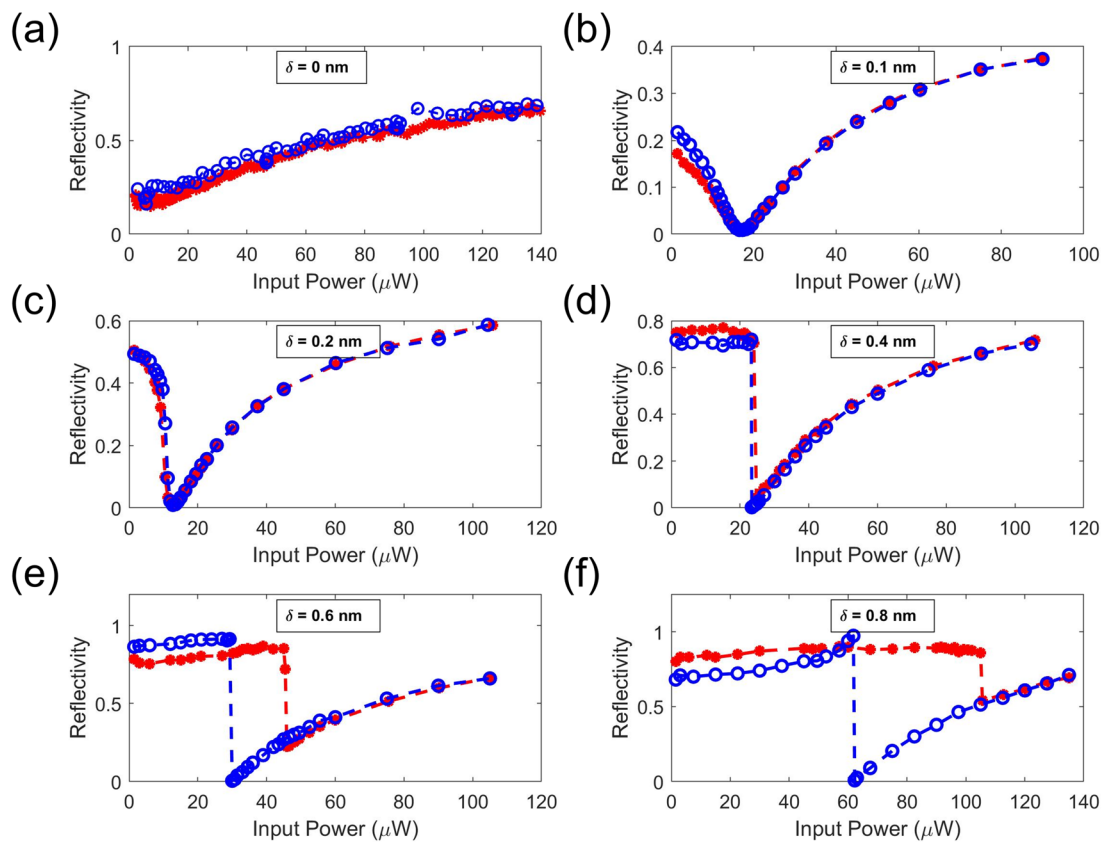 (a)
δ = 0 nm
1
0.5
0
Reflectivity
0 20 40 60 80 100 120 140
Input Power (μW)
(b)
δ = 0.1 nm
0.4
0.3
0.2
0.1
0
Reflectivity
0 20 40 60 80 100
Input Power (μW)
(c)
δ = 0.2 nm
0.6
0.4
0.2
0
Reflectivity
0 20 40 60 80 100 120
Input Power (μW)
(d)
δ = 0.4 nm
0.8
0.6
0.4
0.2
0
Reflectivity
0 20 40 60 80 100 120
Input Power (μW)
(e)
δ = 0.6 nm
1
0.5
0
Reflectivity
0 20 40 60 80 100 120
Input Power (μW)
(f)
δ = 0.8 nm
1
0.5
0
Reflectivity
0 20 40 60 80 100 120 140
Input Power (μW)